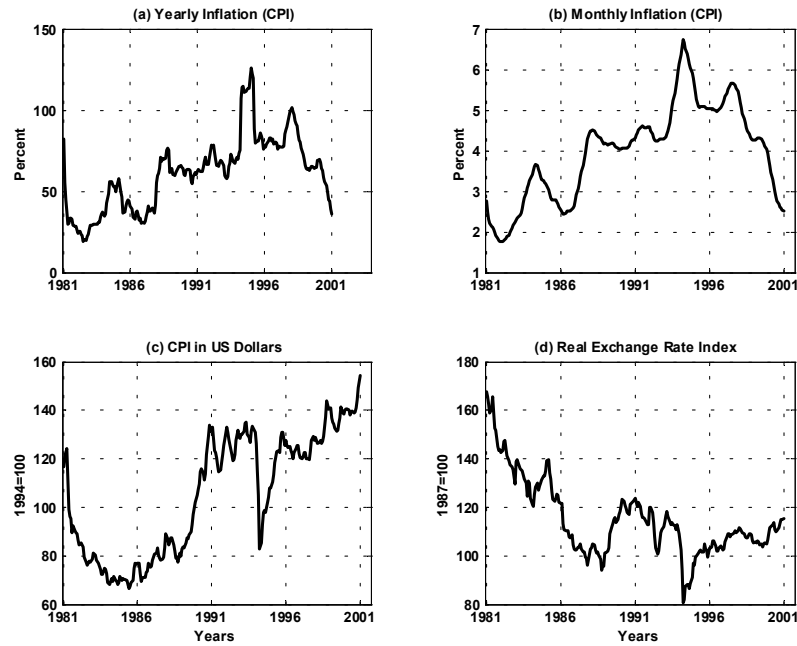 (a) Yearly Inflation (CPI)
150
100
50
0
Percent
1981 1986 1991 1996 2001
(b) Monthly Inflation (CPI)
7
6
5
4
3
2
1
Percent
1981 1986 1991 1996 2001
(c) CPI in US Dollars
160
140
120
100
80
60
1994=100
1981 1986 1991 1996 2001
Years
(d) Real Exchange Rate Index
180
160
140
120
100
80
1987=100
1981 1986 1991 1996 2001
Years